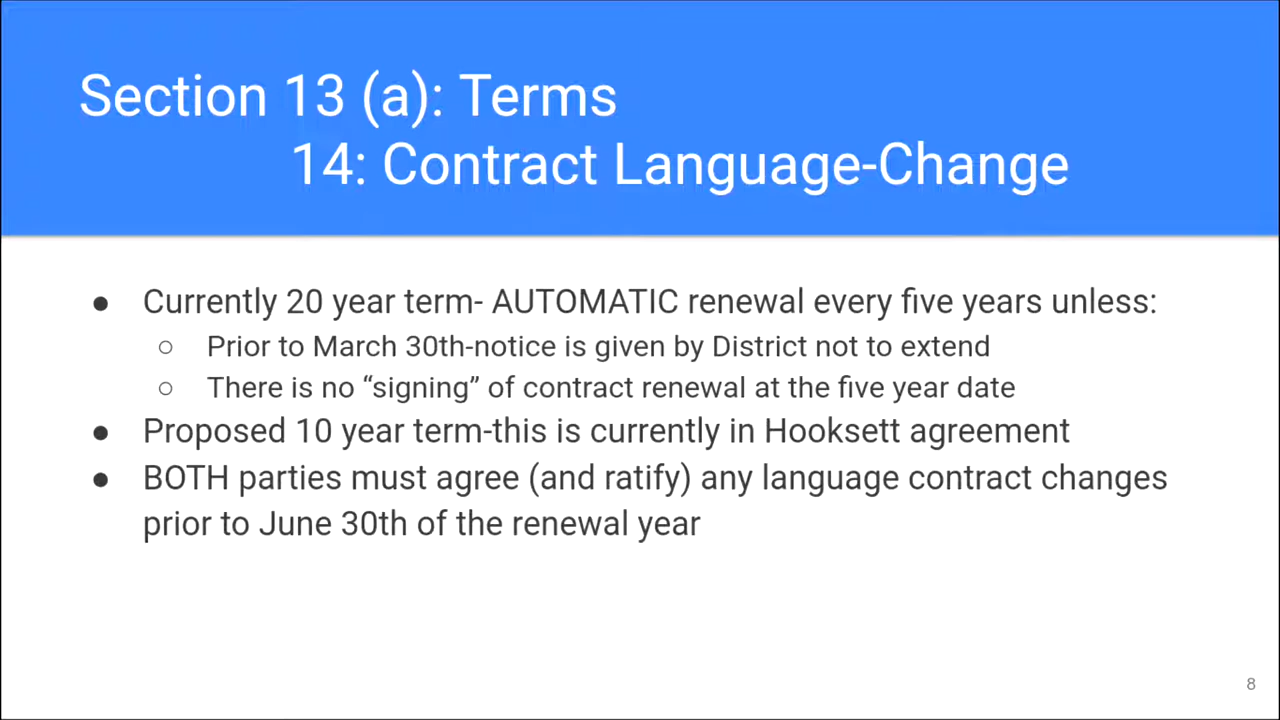 Section 13 (a): Terms
14: Contract Language-Change
● Currently 20 year term- AUTOMATIC renewal every five years unless:
○ Prior to March 30th-notice is given by District not to extend
○ There is no “signing” of contract renewal at the five year date
● Proposed 10 year term-this is currently in Hooksett agreement
● BOTH parties must agree (and ratify) any language contract changes
prior to June 30th of the renewal year
8